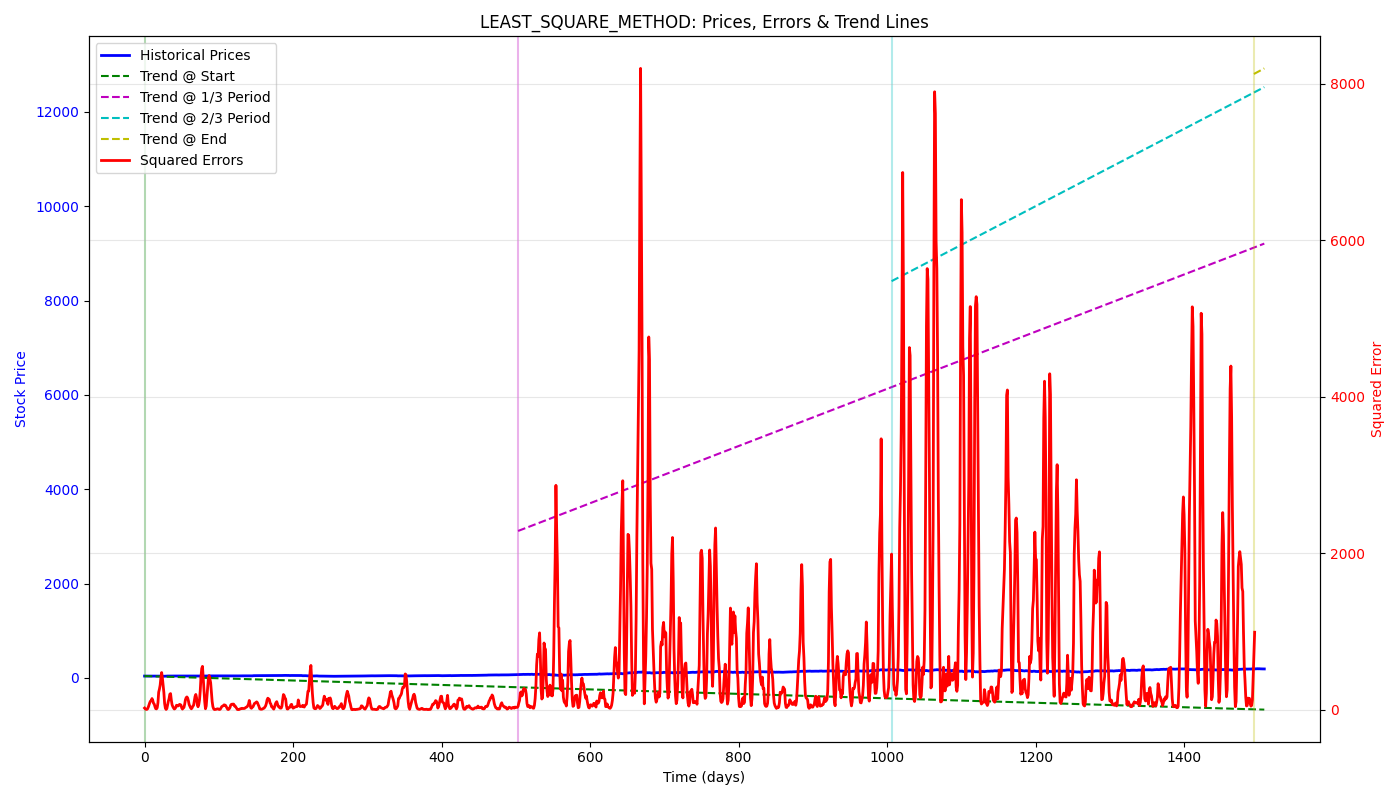 LEAST_SQUARE_METHOD: Prices, Errors & Trend Lines
Historical Prices
Trend @ Start
Trend @ 1/3 Period
Trend @ 2/3 Period
Trend @ End
Squared Errors
12000
10000
8000
6000
4000
2000
0
Stock Price
8000
6000
4000
2000
0
Squared Error
0 200 400 600 800 1000 1200 1400
Time (days)